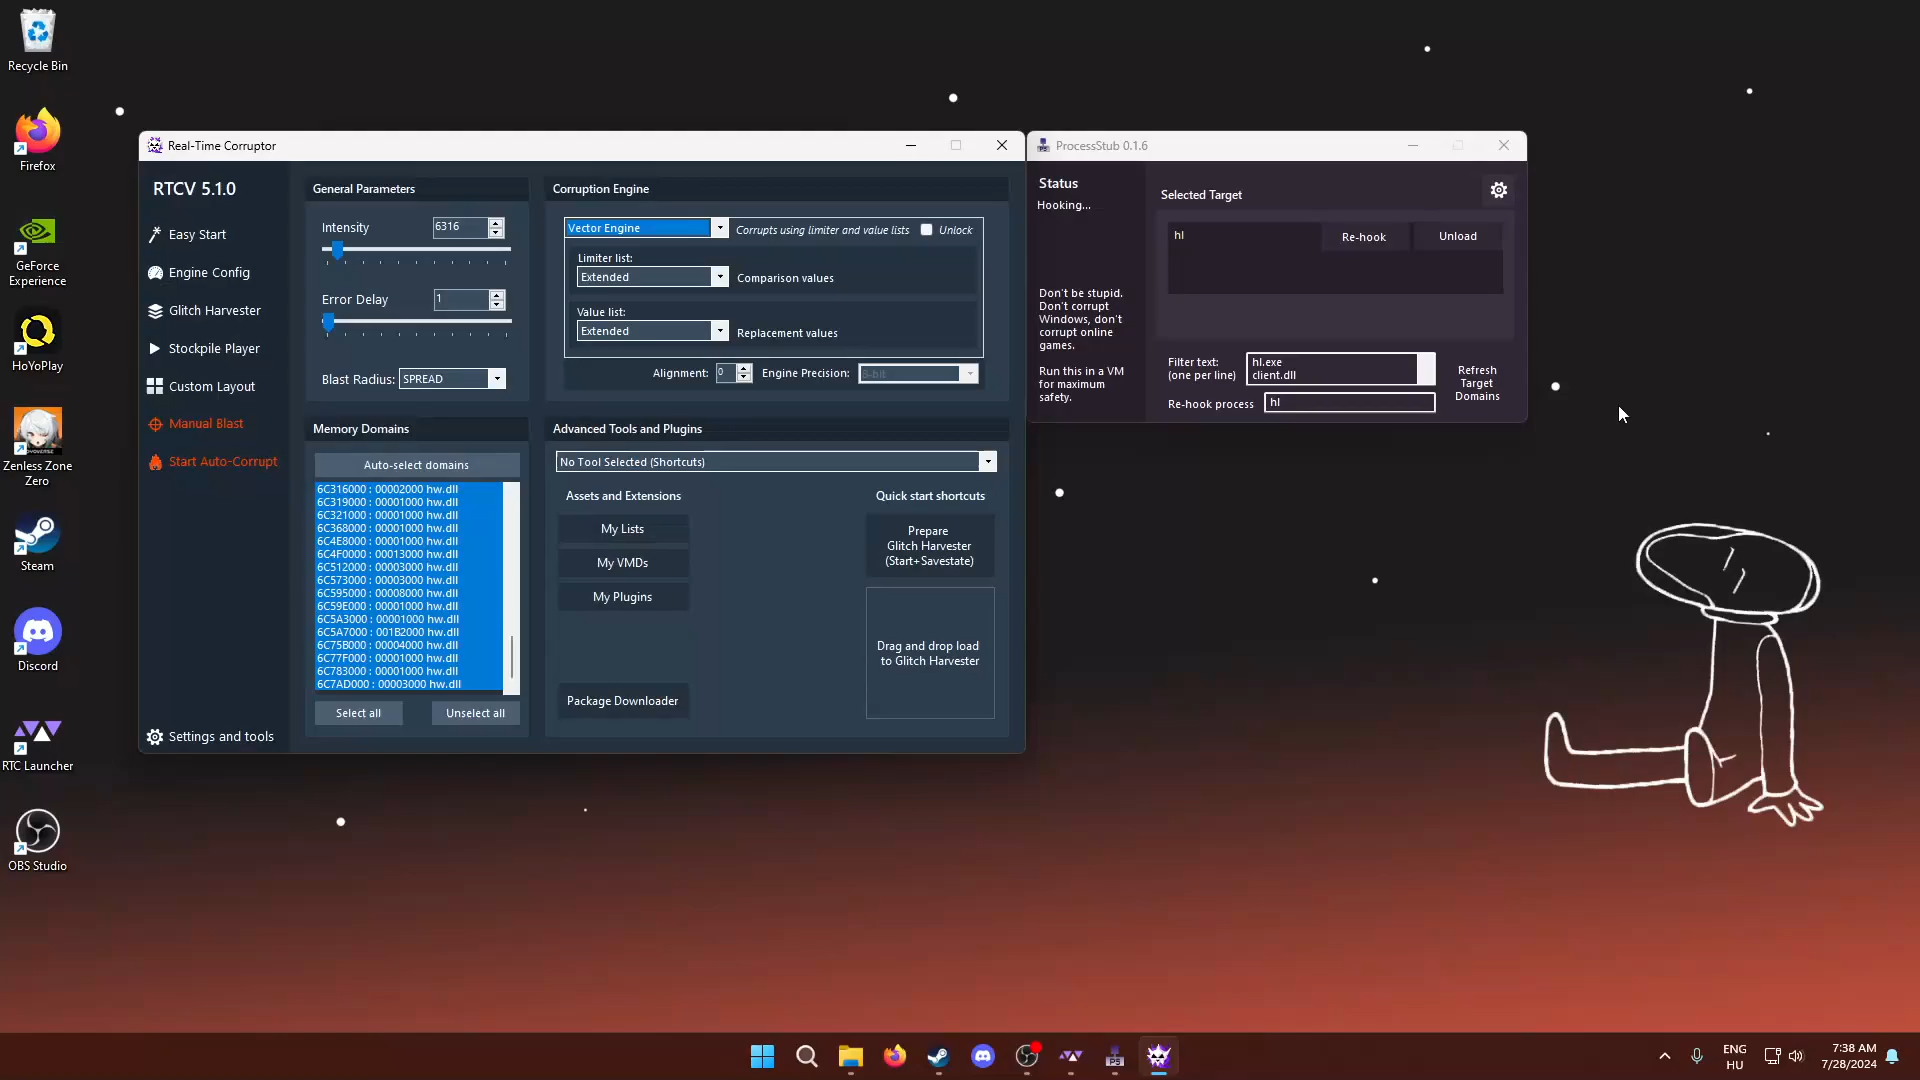 Recycle Bin
Firefox
GeForce
Experience
HoYoPlay
Zenless Zone
Zero
Steam
Discord
RTC Launcher
OBS Studio
Real-Time Corruptor
RTCV 5.1.0
Easy Start
Engine Config
Glitch Harvester
Stockpile Player
Custom Layout
Manual Blast
Start Auto-Corrupt
Settings and tools
General Parameters
Intensity
6316
Error Delay
1
Blast Radius:
SPREAD
Memory Domains
Auto-select domains
6C316000 : 00002000 hw.dll
6C319000 : 00001000 hw.dll
6C321000 : 00001000 hw.dll
6C368000 : 00001000 hw.dll
6C4E8000 : 00001000 hw.dll
6C4F0000 : 00013000 hw.dll
6C512000 : 00003000 hw.dll
6C573000 : 00003000 hw.dll
6C595000 : 00008000 hw.dll
6C59E000 : 00001000 hw.dll
6C5A3000 : 00001000 hw.dll
6C5A7000 : 001B2000 hw.dll
6C75B000 : 00004000 hw.dll
6C77F000 : 00001000 hw.dll
6C783000 : 00001000 hw.dll
6C7AD000 : 00003000 hw.dll
Select all
Unselect all
Corruption Engine
Vector Engine
Corrupts using limiter and value lists
Unlock
Limiter list:
Extended
Comparison values
Value list:
Extended
Replacement values
Alignment:
0
Engine Precision:
Advanced Tools and Plugins
No Tool Selected (Shortcuts)
Assets and Extensions
My Lists
My VMDs
My Plugins
Package Downloader
Quick start shortcuts
Prepare
Glitch Harvester
(Start+Savestate)
Drag and drop load
to Glitch Harvester
ProcessStub 0.1.6
Status
Hooking...
Don't be stupid.
Don't corrupt
Windows, don't
corrupt online
games.
Run this in a VM
for maximum
safety.
Selected Target
hl
Re-hook
Unload
Filter text:
(one per line)
hl.exe
client.dll
Re-hook process
hl
Refresh
Target
Domains
PS
ENG
HU
7:38 AM
7/28/2024